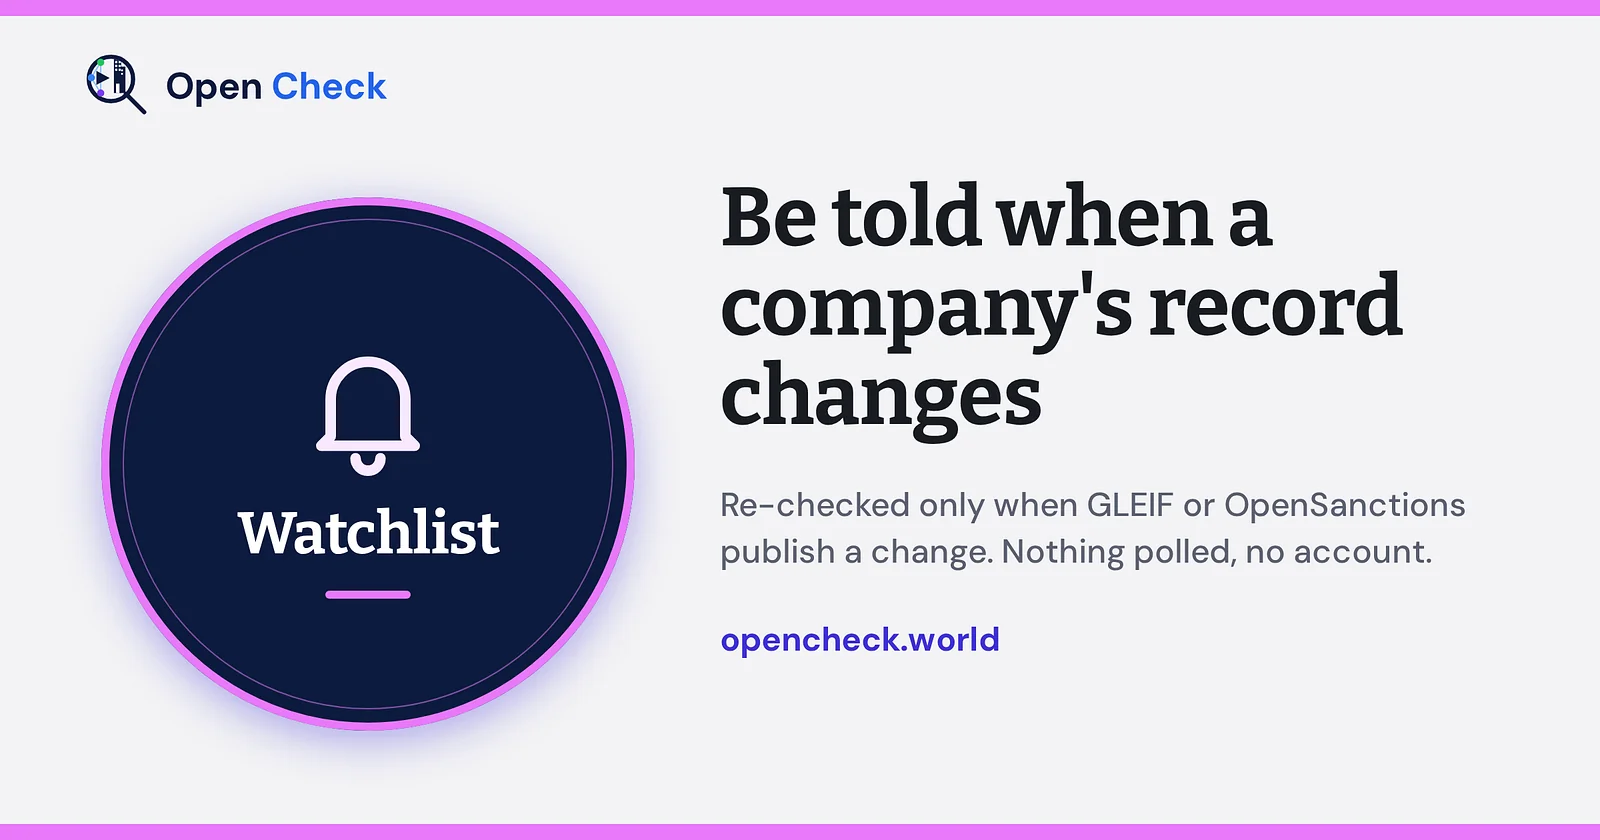 Open Check
Watchlist
Be told when a
company's record
changes
Re-checked only when GLEIF or OpenSanctions
publish a change. Nothing polled, no account.
opencheck.world